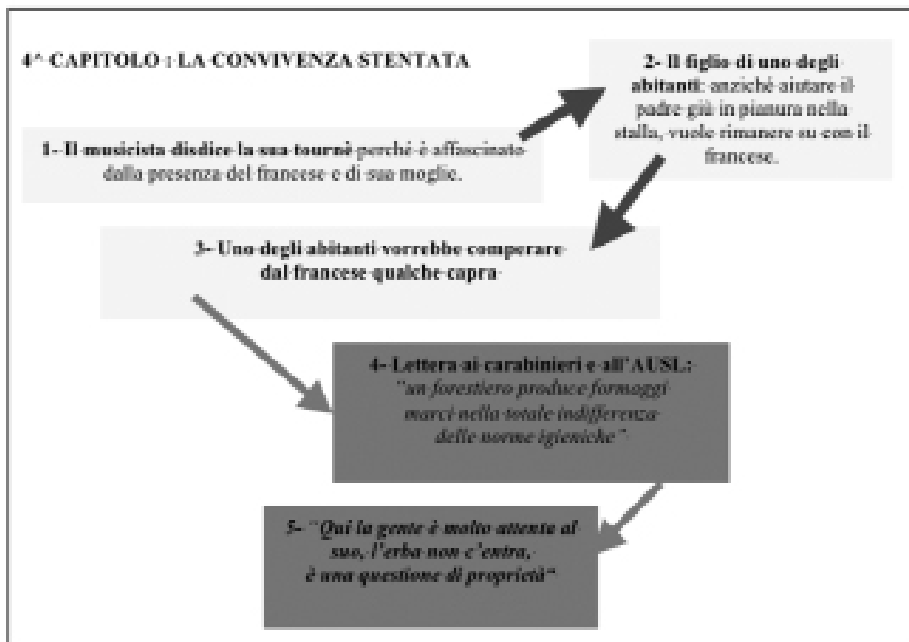 4^ CAPITOLO : LA CONVIVENZA STENTATA
1- Il musicista disdice la sua tournè perché è affascinato
dalla presenza del francese e di sua moglie.
2- Il figlio di uno degli
abitanti: anziché aiutare il
padre già in pianura nella
stalla, vuole rimanere su con il
francese.
3- Uno degli abitanti vorrebbe comperare
dal francese qualche capra
4- Lettera ai carabinieri e all'AUSL:
"un forestiero produce formaggi
marci nella totale indifferenza
delle norme igieniche"
5- "Qui la gente è molto attenta al
suo, l'erba non c'entra,
è una questione di proprietà"